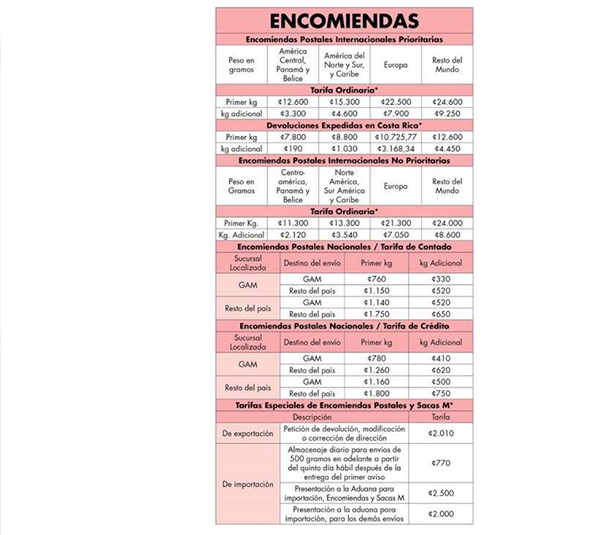 ENCOMIENDAS
Encomiendas Postales Internacionales Prioritarias
Peso en gramos América Central, Panamá y Belice América del Norte y Sur, y Caribe Europa Resto del Mundo
Tarifa Ordinaria*
Primer kg ¢12.600 ¢15.300 ¢22.500 ¢24.600
kg adicional ¢3.300 ¢4.600 ¢7.900 ¢9.250
Devoluciones Expedidas en Costa Rica*
Primer kg ¢7.800 ¢8.800 ¢10.725,77 ¢12.600
kg adicional ¢190 ¢1.030 ¢3.168,34 ¢4.450
Encomiendas Postales Internacionales No Prioritarias
Peso en Gramos Centro-américa, Panamá y Belice Norte América, Sur América y Caribe Europa Resto del Mundo
Tarifa Ordinaria*
Primer Kg. ¢11.300 ¢13.300 ¢21.300 ¢24.000
Kg. Adicional ¢2.120 ¢3.540 ¢7.050 ¢8.600
Encomiendas Postales Nacionales / Tarifa de Contado
Sucursal Localizada Destino del envío Primer kg kg Adicional
GAM GAM ¢760 ¢330
Resto del país ¢1.150 ¢520
Resto del país GAM ¢1.140 ¢520
Resto del país ¢1.750 ¢650
Encomiendas Postales Nacionales / Tarifa de Crédito
Sucursal Localizada Destino del envío Primer kg kg Adicional
GAM GAM ¢780 ¢410
Resto del país ¢1.260 ¢620
Resto del país GAM ¢1.160 ¢500
Resto del país ¢1.800 ¢750
Tarifas Especiales de Encomiendas Postales y Sacas M*
Descripción Tarifa
De exportación Petición de devolución, modificación o corrección de dirección ¢2.010
De importación Almacenaje diario para envíos de 500 gramos en adelante a partir del quinto día hábil después de la entrega del primer aviso ¢770
Presentación a la Aduana para importación, Encomiendas y Sacas M ¢2.500
Presentación a la aduana para importación, para los demás envíos ¢2.000